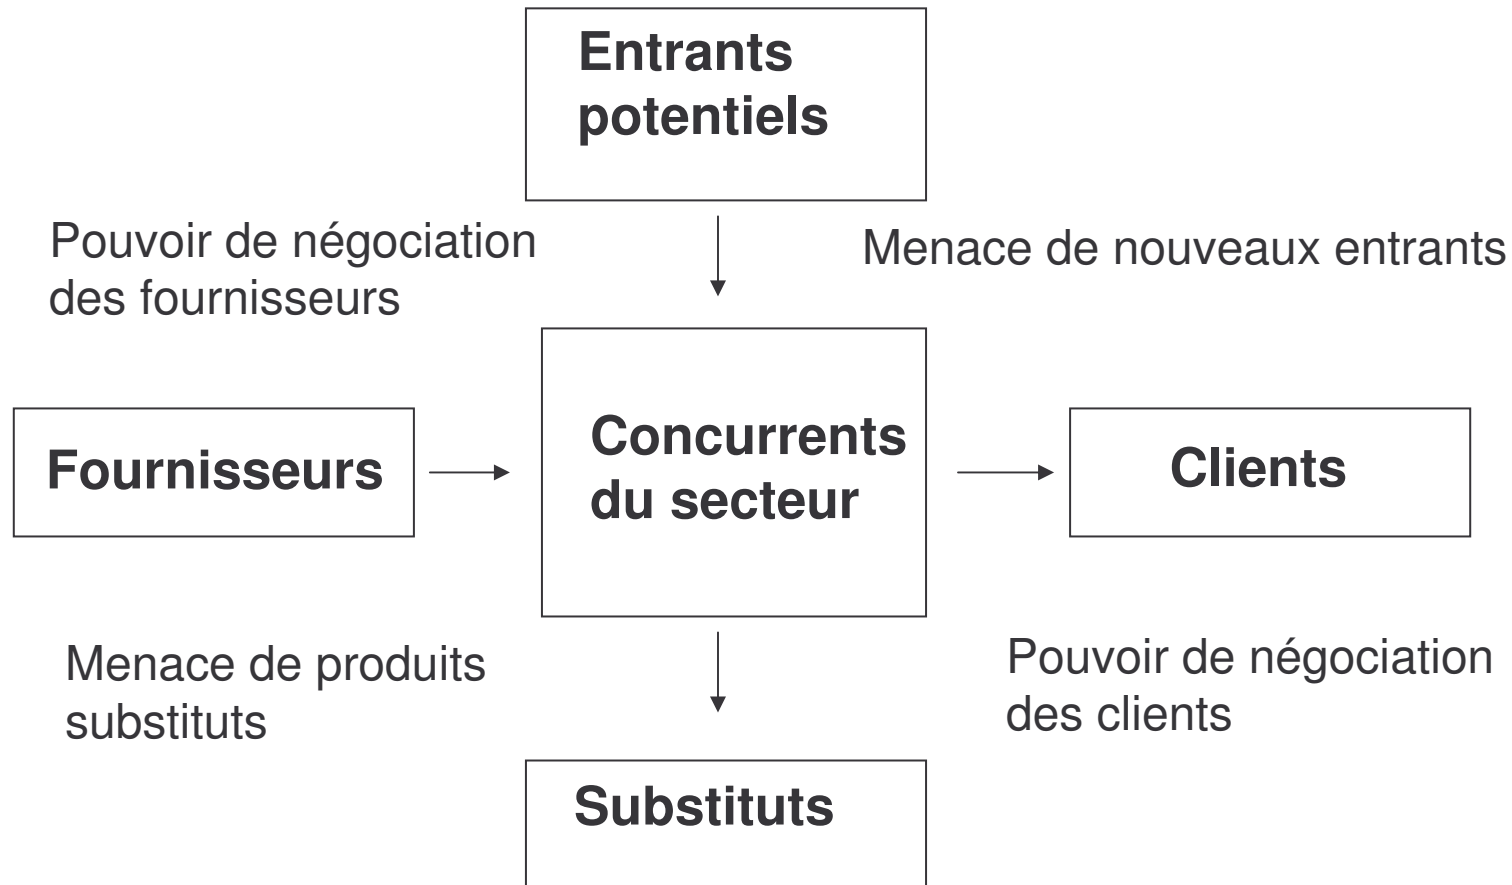 Entrants
potentiels
Pouvoir de négociation
des fournisseurs
Menace de nouveaux entrants
Fournisseurs
Concurrents
du secteur
Clients
Menace de produits
substituts
Pouvoir de négociation
des clients
Substituts